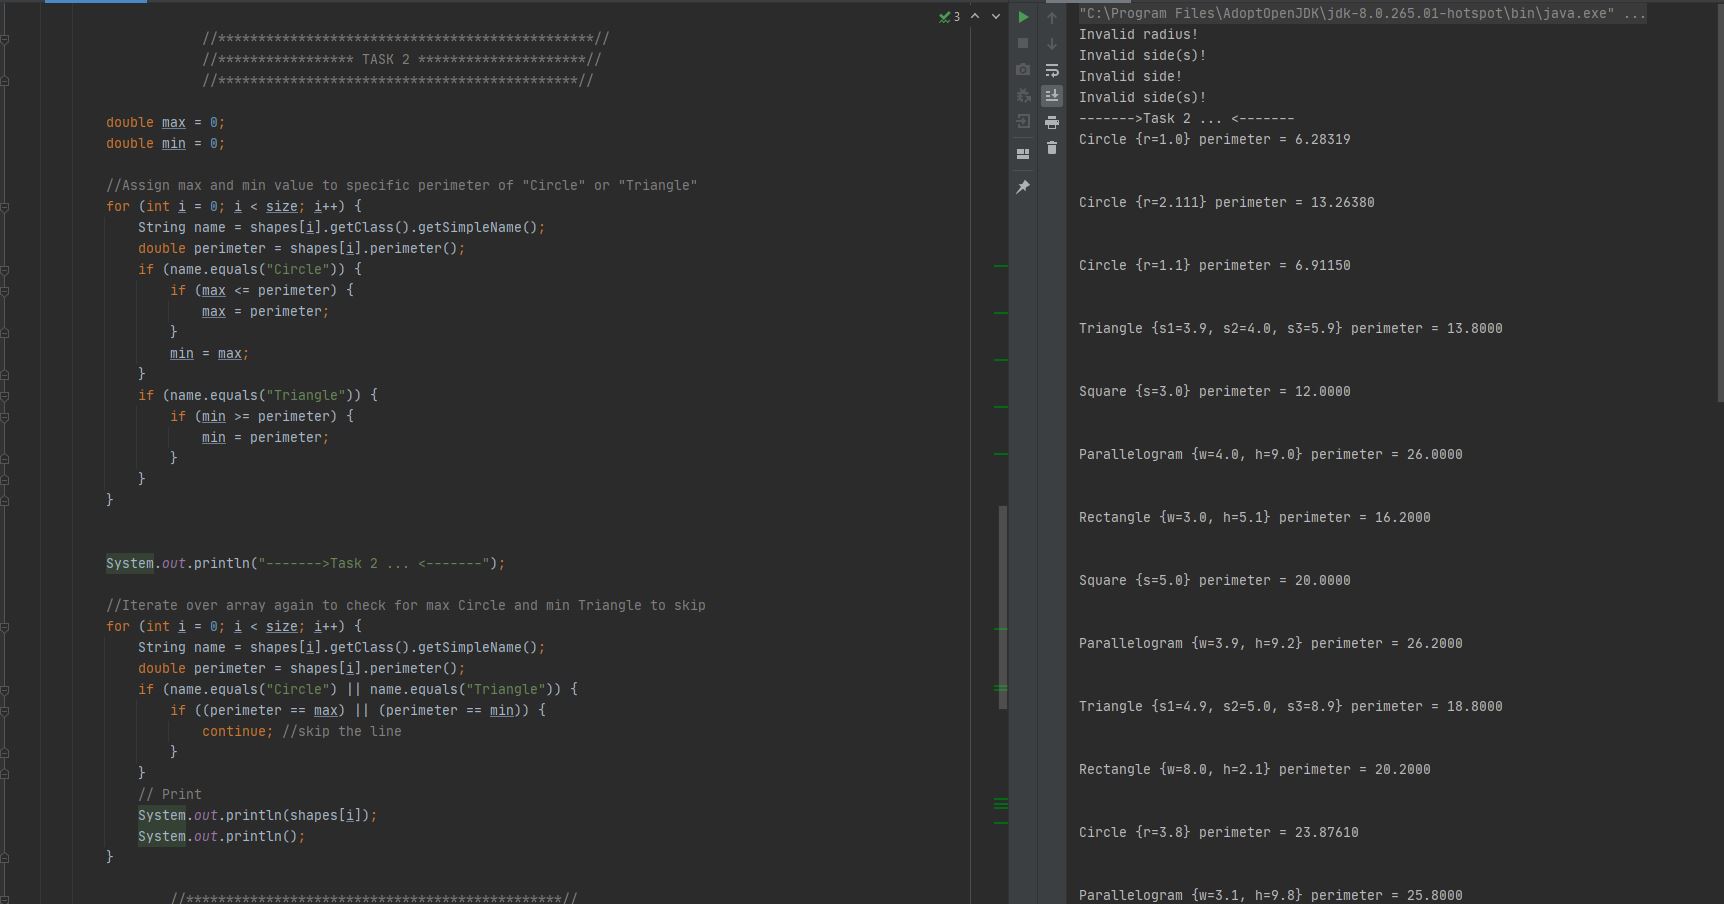 3
//***********************************************//
//***************** TASK 2 *********************//
//*********************************************//
double max = 0;
double min = 0;
//Assign max and min value to specific perimeter of "Circle" or "Triangle"
for (int i = 0; i < size; i++) {
String name = shapes[i].getClass().getSimpleName();
double perimeter = shapes[i].perimeter();
if (name.equals("Circle")) {
if (max <= perimeter) {
max = perimeter;
}
min = max;
}
if (name.equals("Triangle")) {
if (min >= perimeter) {
min = perimeter;
}
}
}
System.out.println("------->Task 2 ... <-------");
//Iterate over array again to check for max Circle and min Triangle to skip
for (int i = 0; i < size; i++) {
String name = shapes[i].getClass().getSimpleName();
double perimeter = shapes[i].perimeter();
if (name.equals("Circle") || name.equals("Triangle")) {
if ((perimeter == max) || (perimeter == min)) {
continue; //skip the line
}
}
// Print
System.out.println(shapes[i]);
System.out.println();
}
//***********************************************//
"C:\Program Files\AdoptOpenJDK\jdk-8.0.265.01-hotspot\bin\java.exe" ...
Invalid radius!
Invalid side(s)!
Invalid side!
Invalid side(s)!
------->Task 2 ... <-------
Circle {r=1.0} perimeter = 6.28319
Circle {r=2.111} perimeter = 13.26380
Circle {r=1.1} perimeter = 6.91150
Triangle {s1=3.9, s2=4.0, s3=5.9} perimeter = 13.8000
Square {s=3.0} perimeter = 12.0000
Parallelogram {w=4.0, h=9.0} perimeter = 26.0000
Rectangle {w=3.0, h=5.1} perimeter = 16.2000
Square {s=5.0} perimeter = 20.0000
Parallelogram {w=3.9, h=9.2} perimeter = 26.2000
Triangle {s1=4.9, s2=5.0, s3=8.9} perimeter = 18.8000
Rectangle {w=8.0, h=2.1} perimeter = 20.2000
Circle {r=3.8} perimeter = 23.87610
Parallelogram {w=3.1, h=9.8} perimeter = 25.8000